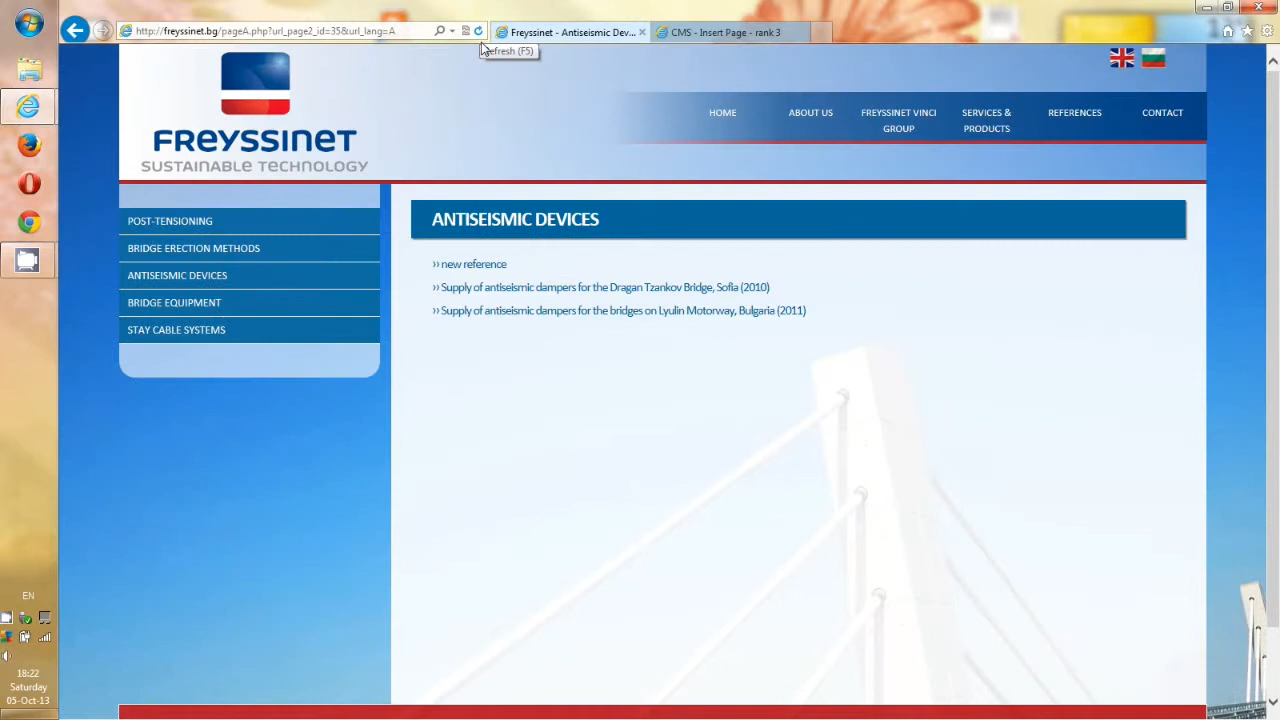 http://freyssinet.bg/pageA.php?url_page2_id=35&url_lang=A
Freyssinet - Antiseismic Dev...
CMS - Insert Page - rank 3
Refresh (F5)
FREYSSINET
SUSTAINABLE TECHNOLOGY
HOME
ABOUT US
FREYSSINET VINCI
GROUP
SERVICES &
PRODUCTS
REFERENCES
CONTACT
POST-TENSIONING
BRIDGE ERECTION METHODS
ANTISEISMIC DEVICES
BRIDGE EQUIPMENT
STAY CABLE SYSTEMS
ANTISEISMIC DEVICES
›› new reference
›› Supply of antiseismic dampers for the Dragan Tzankov Bridge, Sofia (2010)
›› Supply of antiseismic dampers for the bridges on Lyulin Motorway, Bulgaria (2011)
EN
18:22
Saturday
05-Oct-13